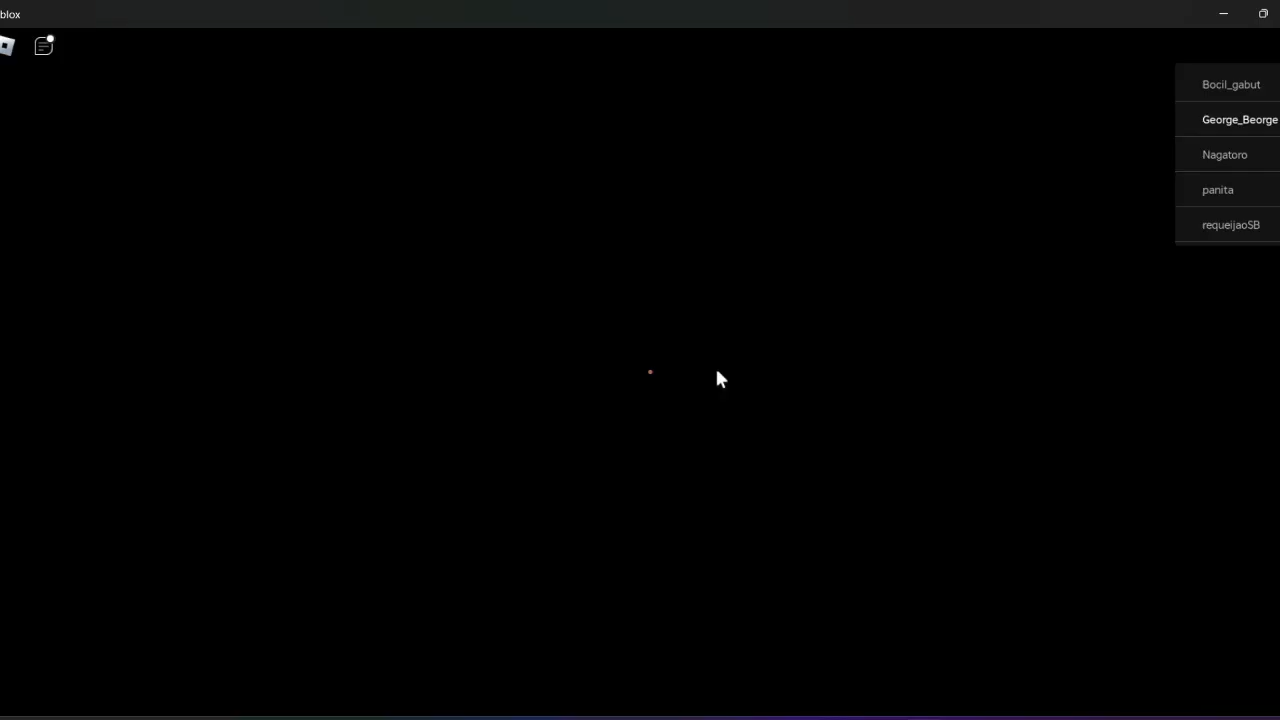 blox
Bocil_gabut
George_Beorge
Nagatoro
panita
requeijaoSB